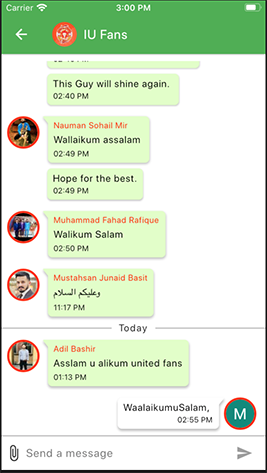 Carrier
3:00 PM
IU Fans
This Guy will shine again.
02:40 PM
Nauman Sohail Mir
Wallaikum assalam
02:49 PM
Hope for the best.
02:49 PM
Muhammad Fahad Rafique
Walikum Salam
02:50 PM
Mustahsan Junaid Basit
وعلیکم السلام
11:17 PM
Today
Adil Bashir
Asslam u alikum united fans
01:13 PM
WaalaikumuSalam,
02:55 PM
M
Send a message